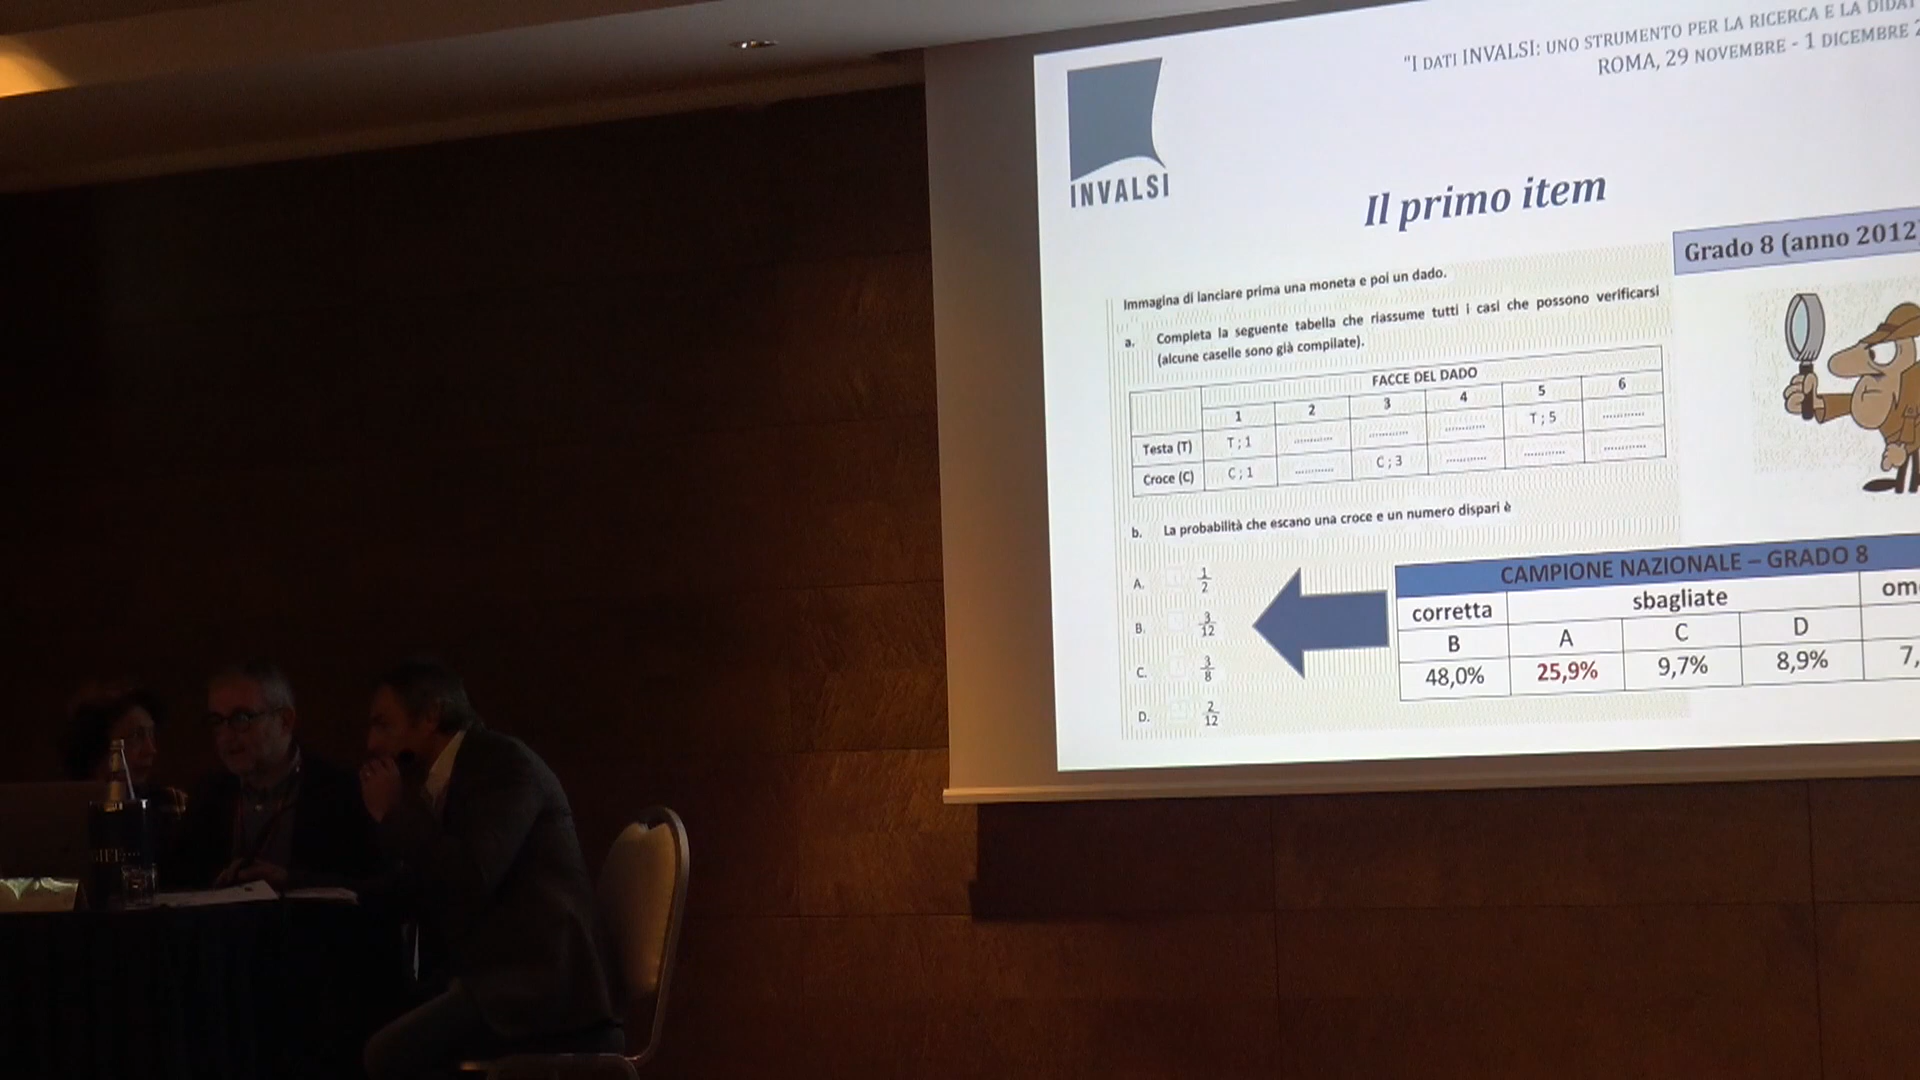 "I DATI INVALSI: UNO STRUMENTO PER LA RICERCA E LA
ROMA, 29 NOVEMBRE - 1 DICEMBRE
INVALSI
Il primo item
Grado 8 (anno 2012
Immagina di lanciare prima una moneta e poi un dado.
a. Completa la seguente tabella che riassume tutti i casi che possono verificarsi
(alcune caselle sono già compilate).
FACCE DEL DADO
1 2 3 4 5 6
Testa (T) T ; 1 ............ ............ ............ T ; 5 ............
Croce (C) C ; 1 ............ C ; 3 ............ ............ ............
b. La probabilità che escano una croce e un numero dispari è
A. 1/2
B. 3/12
C. 3/8
D. 2/12
CAMPIONE NAZIONALE – GRADO 8
corretta sbagliate
B A C D
48,0% 25,9% 9,7% 8,9%